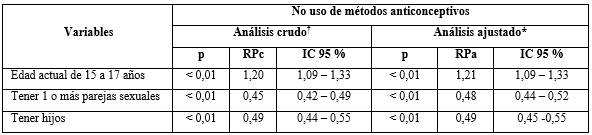 Variables No uso de métodos anticonceptivos
Análisis crudo† Análisis ajustado*
p RPc IC 95 % p RPa IC 95 %
Edad actual de 15 a 17 años < 0,01 1,20 1,09 – 1,33 < 0,01 1,21 1,09 – 1,33
Tener 1 o más parejas sexuales < 0,01 0,45 0,42 – 0,49 < 0,01 0,48 0,44 – 0,52
Tener hijos < 0,01 0,49 0,44 – 0,55 < 0,01 0,49 0,45 -0,55